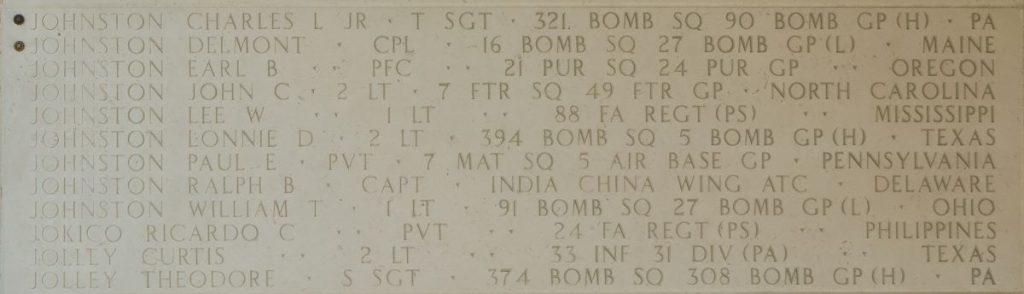 JOHNSTON CHARLES L JR · T SGT · 321 BOMB SQ 90 BOMB GP (H) · PA
JOHNSTON DELMONT · CPL · 16 BOMB SQ 27 BOMB GP (L) · MAINE
JOHNSTON EARL B · · PFC · · 21 PUR SQ 24 PUR GP · · OREGON
JOHNSTON JOHN C · 2 LT · 7 FTR SQ 49 FTR GP · NORTH CAROLINA
JOHNSTON LEE W · · 1 LT · · 88 FA REGT (PS) · · MISSISSIPPI
JOHNSTON LONNIE D · 2 LT · 394 BOMB SQ 5 BOMB GP (H) · TEXAS
JOHNSTON PAUL E · PVT · 7 MAT SQ 5 AIR BASE GP · PENNSYLVANIA
JOHNSTON RALPH B · CAPT · INDIA CHINA WING ATC · DELAWARE
JOHNSTON WILLIAM T · 1 LT · 91 BOMB SQ 27 BOMB GP (L) · OHIO
JOKICO RICARDO C · · PVT · · 24 FA REGT (PS) · · PHILIPPINES
JOLLEY CURTIS · · 2 LT · · 33 INF 31 DIV (PA) · · TEXAS
JOLLEY THEODORE · S SGT · 374 BOMB SQ 308 BOMB GP (H) · PA